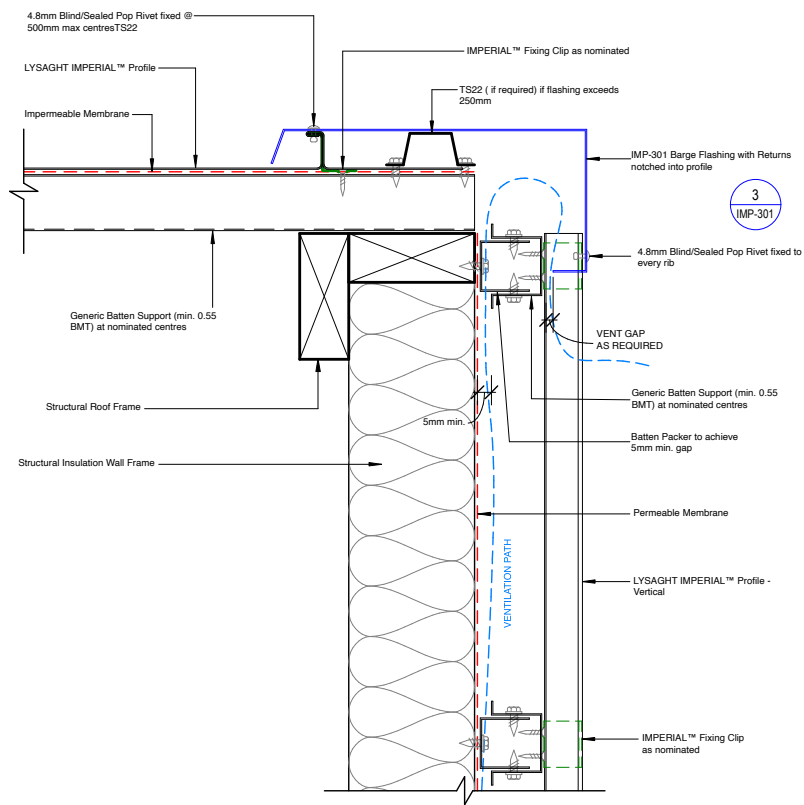 4.8mm Blind/Sealed Pop Rivet fixed @
500mm max centresTS22
IMPERIAL™ Fixing Clip as nominated
LYSAGHT IMPERIAL™ Profile
TS22 ( if required) if flashing exceeds
250mm
Impermeable Membrane
IMP-301 Barge Flashing with Returns
notched into profile
3
IMP-301
4.8mm Blind/Sealed Pop Rivet fixed to
every rib
Generic Batten Support (min. 0.55
BMT) at nominated centres
VENT GAP
AS REQUIRED
Structural Roof Frame
5mm min.
Generic Batten Support (min. 0.55
BMT) at nominated centres
Batten Packer to achieve
5mm min. gap
Structural Insulation Wall Frame
Permeable Membrane
VENTILATION PATH
LYSAGHT IMPERIAL™ Profile -
Vertical
IMPERIAL™ Fixing Clip
as nominated